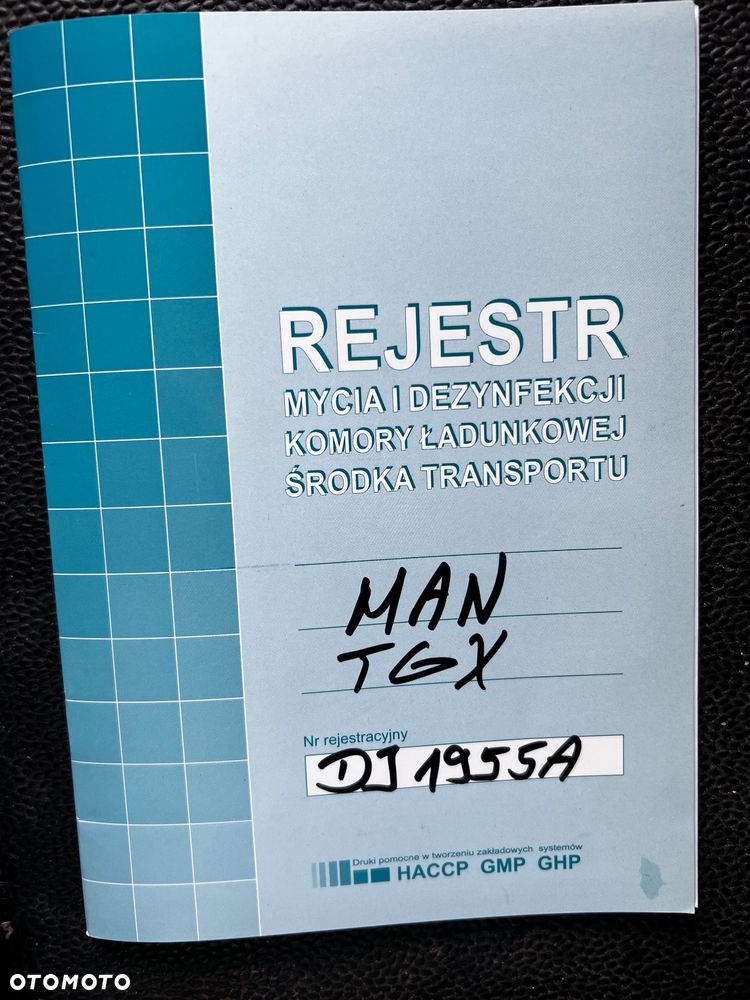 REJESTR
MYCIA I DEZYNFEKCJI
KOMORY ŁADUNKOWEJ
ŚRODKA TRANSPORTU
MAN
TGX
Nr rejestracyjny
DJ 1955A
Druki pomocne w tworzeniu zakładowych systemów
HACCP GMP GHP
OTOMOTO